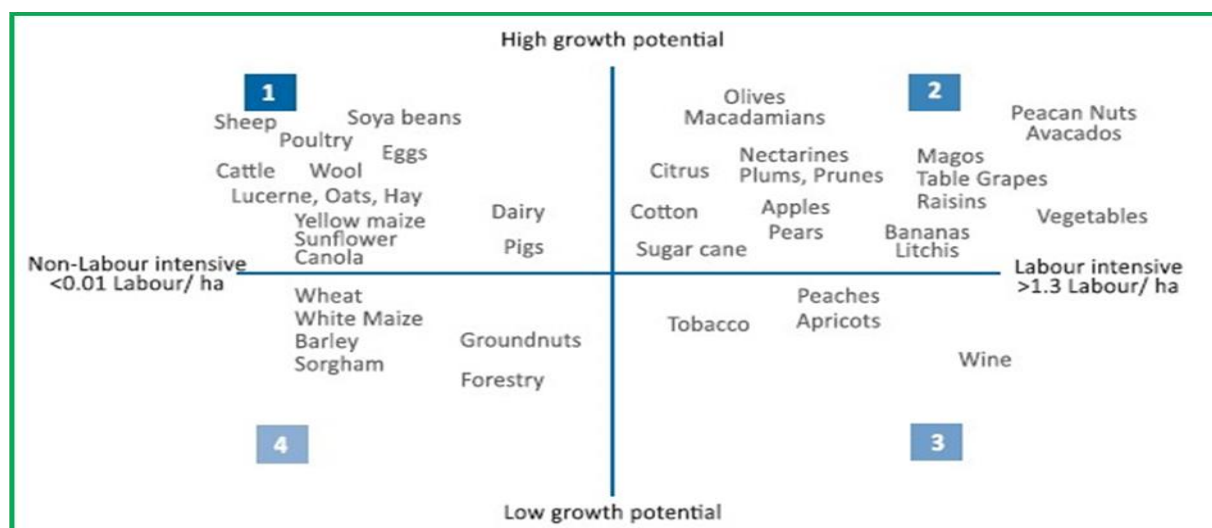 High growth potential
1
Sheep
Soya beans
Poultry
Eggs
Cattle
Wool
Lucerne, Oats, Hay
Yellow maize
Sunflower
Canola
Dairy
Pigs
2
Olives
Macadamians
Peacan Nuts
Avacados
Citrus
Nectarines
Plums, Prunes
Magos
Table Grapes
Raisins
Cotton
Apples
Pears
Vegetables
Sugar cane
Bananas
Litchis
Non-Labour intensive
<0.01 Labour/ ha
Labour intensive
>1.3 Labour/ ha
Wheat
White Maize
Barley
Sorgham
Groundnuts
Forestry
4
Peaches
Apricots
Tobacco
Wine
3
Low growth potential